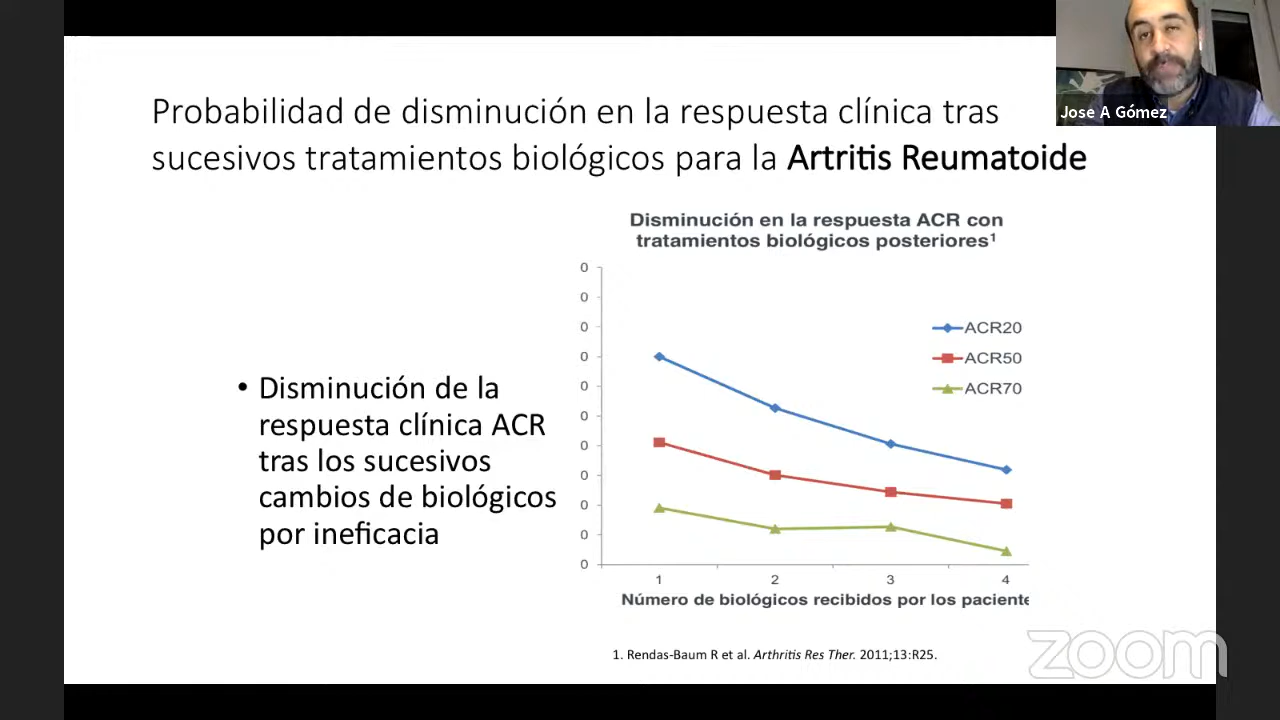 Jose A Gómez
Probabilidad de disminución en la respuesta clínica tras
sucesivos tratamientos biológicos para la Artritis Reumatoide
Disminución en la respuesta ACR con
tratamientos biológicos posteriores¹
• Disminución de la
respuesta clínica ACR
tras los sucesivos
cambios de biológicos
por ineficacia
0
0
0
0
0
0
0
0
0
0
0
ACR20
ACR50
ACR70
1 2 3 4
Número de biológicos recibidos por los paciente
1. Rendas-Baum R et al. Arthritis Res Ther. 2011;13:R25.
zoom